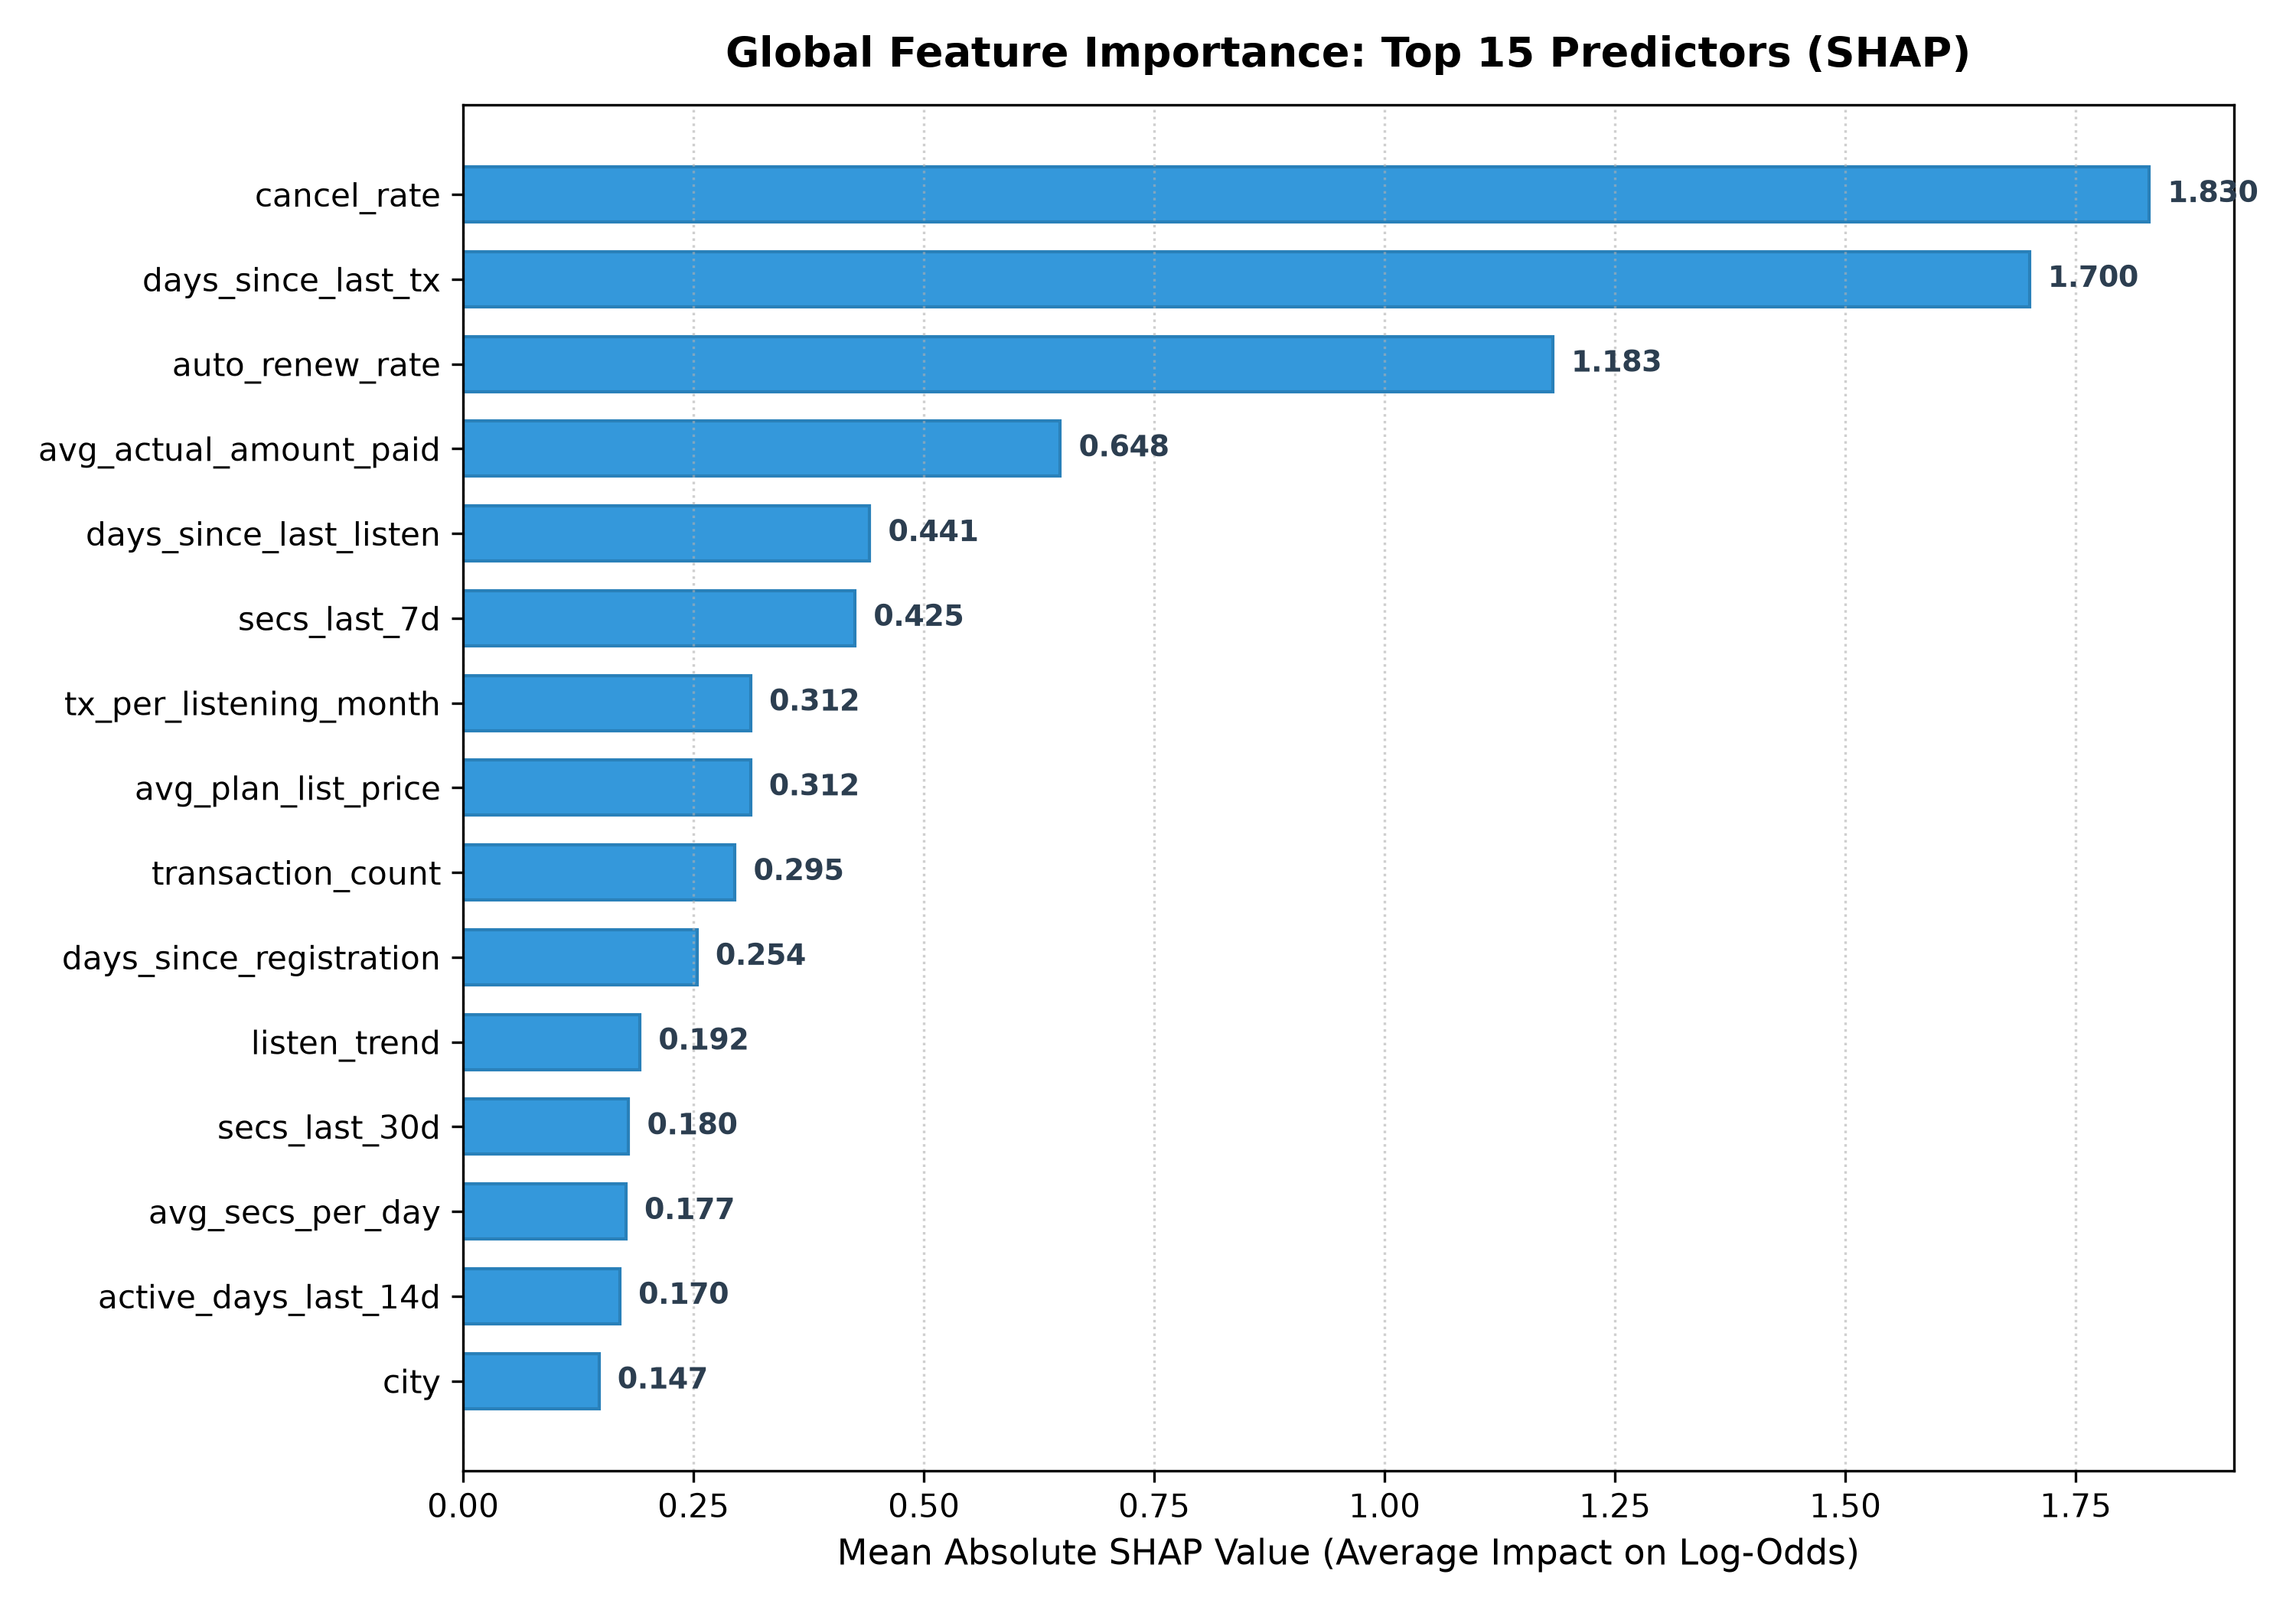 Global Feature Importance: Top 15 Predictors (SHAP)
cancel_rate 1.830
days_since_last_tx 1.700
auto_renew_rate 1.183
avg_actual_amount_paid 0.648
days_since_last_listen 0.441
secs_last_7d 0.425
tx_per_listening_month 0.312
avg_plan_list_price 0.312
transaction_count 0.295
days_since_registration 0.254
listen_trend 0.192
secs_last_30d 0.180
avg_secs_per_day 0.177
active_days_last_14d 0.170
city 0.147
0.00 0.25 0.50 0.75 1.00 1.25 1.50 1.75
Mean Absolute SHAP Value (Average Impact on Log-Odds)